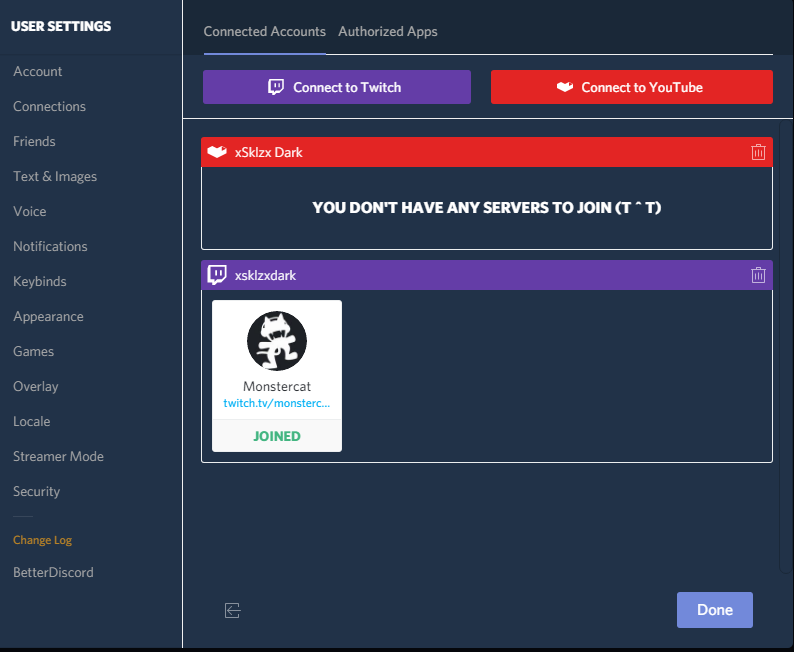 USER SETTINGS
Account
Connections
Friends
Text & Images
Voice
Notifications
Keybinds
Appearance
Games
Overlay
Locale
Streamer Mode
Security
Change Log
BetterDiscord
Connected Accounts
Authorized Apps
Connect to Twitch
Connect to YouTube
xSklzx Dark
YOU DON'T HAVE ANY SERVERS TO JOIN (T ^ T)
xsklzxdark
Monstercat
twitch.tv/monsterc...
JOINED
Done